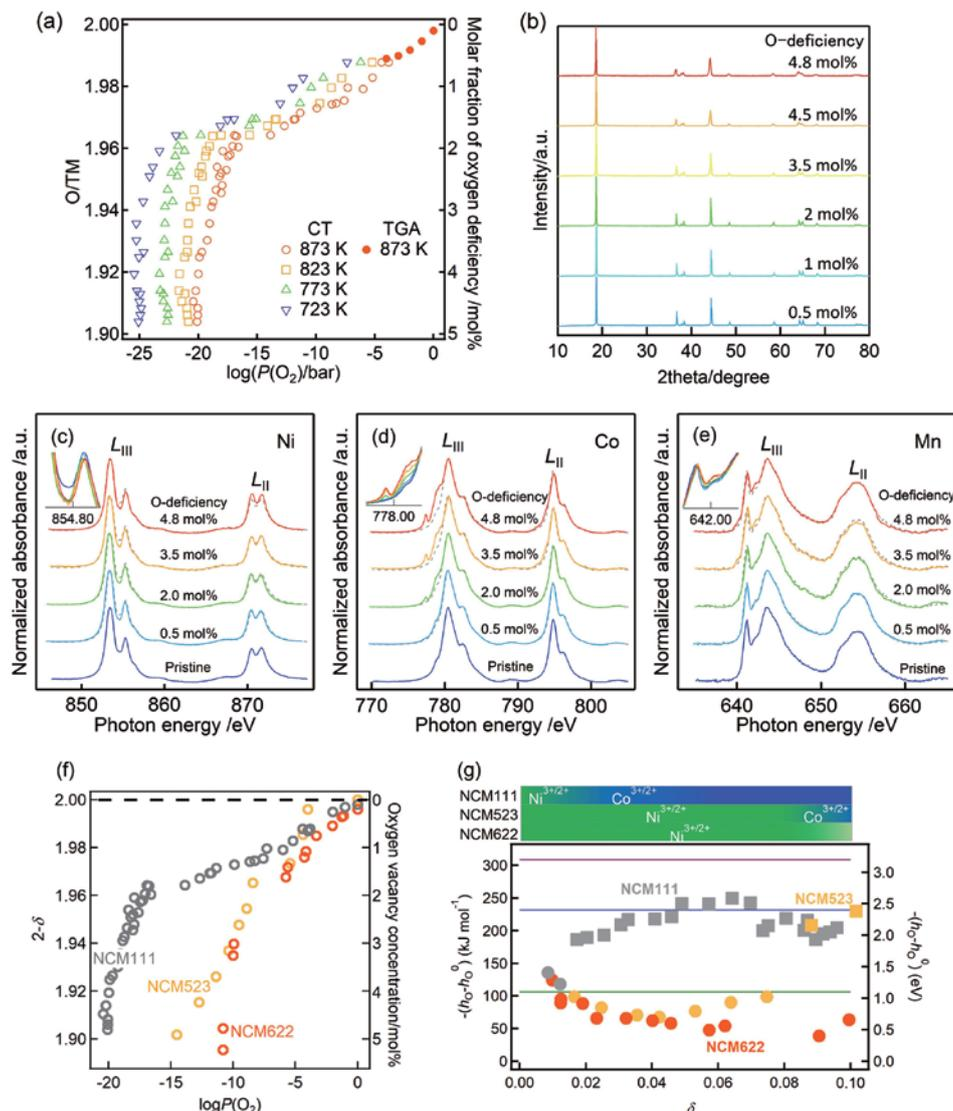 (a)
2.00
1.98
1.96
1.94
1.92
1.90
O/TM
-25 -20 -15 -10 -5 0
log(P(O₂)/bar)
0
1
2
3
4
5
Molar fraction of oxygen deficiency /mol%
CT TGA
873 K 873 K
823 K
773 K
723 K
(b)
O-deficiency
4.8 mol%
4.5 mol%
3.5 mol%
2 mol%
1 mol%
0.5 mol%
Intensity/a.u.
10 20 30 40 50 60 70 80
2theta/degree
(c) Ni
L_III
L_II
854.80
O-deficiency
4.8 mol%
3.5 mol%
2.0 mol%
0.5 mol%
Pristine
Normalized absorbance /a.u.
850 860 870
Photon energy /eV
(d) Co
L_III
L_II
778.00
O-deficiency
4.8 mol%
3.5 mol%
2.0 mol%
0.5 mol%
Pristine
Normalized absorbance /a.u.
770 780 790 800
Photon energy /eV
(e) Mn
L_III
L_II
642.00
O-deficiency
4.8 mol%
3.5 mol%
2.0 mol%
0.5 mol%
Pristine
Normalized absorbance /a.u.
640 650 660
Photon energy /eV
(f)
2.00
1.98
1.96
1.94
1.92
1.90
2-δ
NCM111
NCM523
NCM622
-20 -15 -10 -5 0
logP(O₂)
0
1
2
3
4
5
Oxygen vacancy concentration/mol%
(g)
NCM111 Ni³⁺/²⁺ Co³⁺/²⁺
NCM523 Ni³⁺/²⁺ Co³⁺/²⁺
NCM622 Ni³⁺/²⁺
300
250
200
150
100
50
0
-(h_O-h_O⁰) (kJ mol⁻¹)
NCM111
NCM523
NCM622
3.0
2.5
2.0
1.5
1.0
0.5
0.0
-(h_O-h_O⁰) (eV)
0.00 0.02 0.04 0.06 0.08 0.10
δ